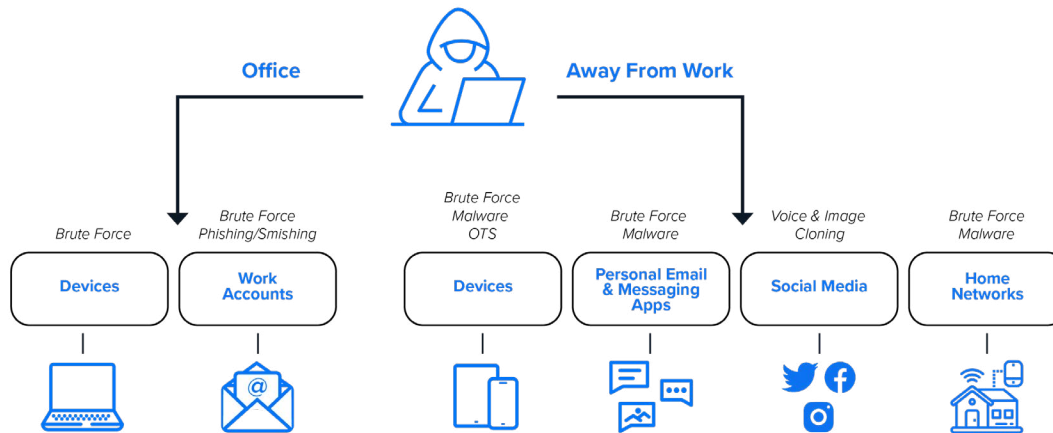 Office
Away From Work
Brute Force
Brute Force
Phishing/Smishing
Brute Force
Malware
OTS
Brute Force
Malware
Voice & Image
Cloning
Brute Force
Malware
Devices
Work
Accounts
Devices
Personal Email
& Messaging
Apps
Social Media
Home
Networks
@